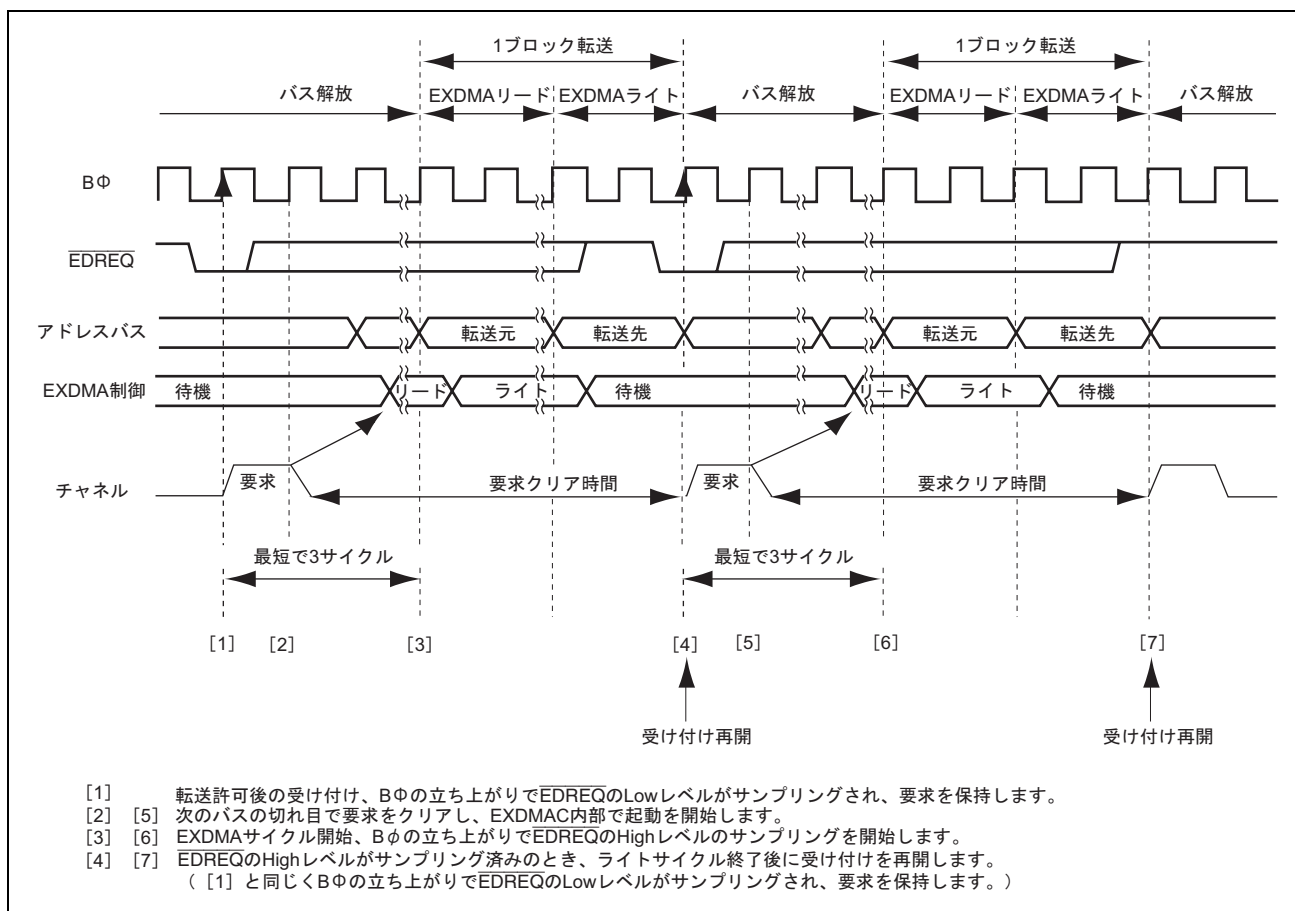 1ブロック転送 1ブロック転送
バス解放 EXDMAリード EXDMAライト バス解放 EXDMAリード EXDMAライト バス解放
BΦ
EDREQ
アドレスバス 転送元 転送先 転送元 転送先
EXDMA制御 待機 リード ライト 待機 リード ライト 待機
チャネル 要求 要求クリア時間 要求 要求クリア時間
最短で3サイクル 最短で3サイクル
[1] [2] [3] [4] [5] [6] [7]
受け付け再開 受け付け再開
[1] 転送許可後の受け付け、BΦの立ち上がりでEDREQのLowレベルがサンプリングされ、要求を保持します。
[2] [5] 次のバスの切れ目で要求をクリアし、EXDMAC内部で起動を開始します。
[3] [6] EXDMAサイクル開始、Bφの立ち上がりでEDREQのHighレベルのサンプリングを開始します。
[4] [7] EDREQのHighレベルがサンプリング済みのとき、ライトサイクル終了後に受け付けを再開します。
([1]と同じくBΦの立ち上がりでEDREQのLowレベルがサンプリングされ、要求を保持します。)